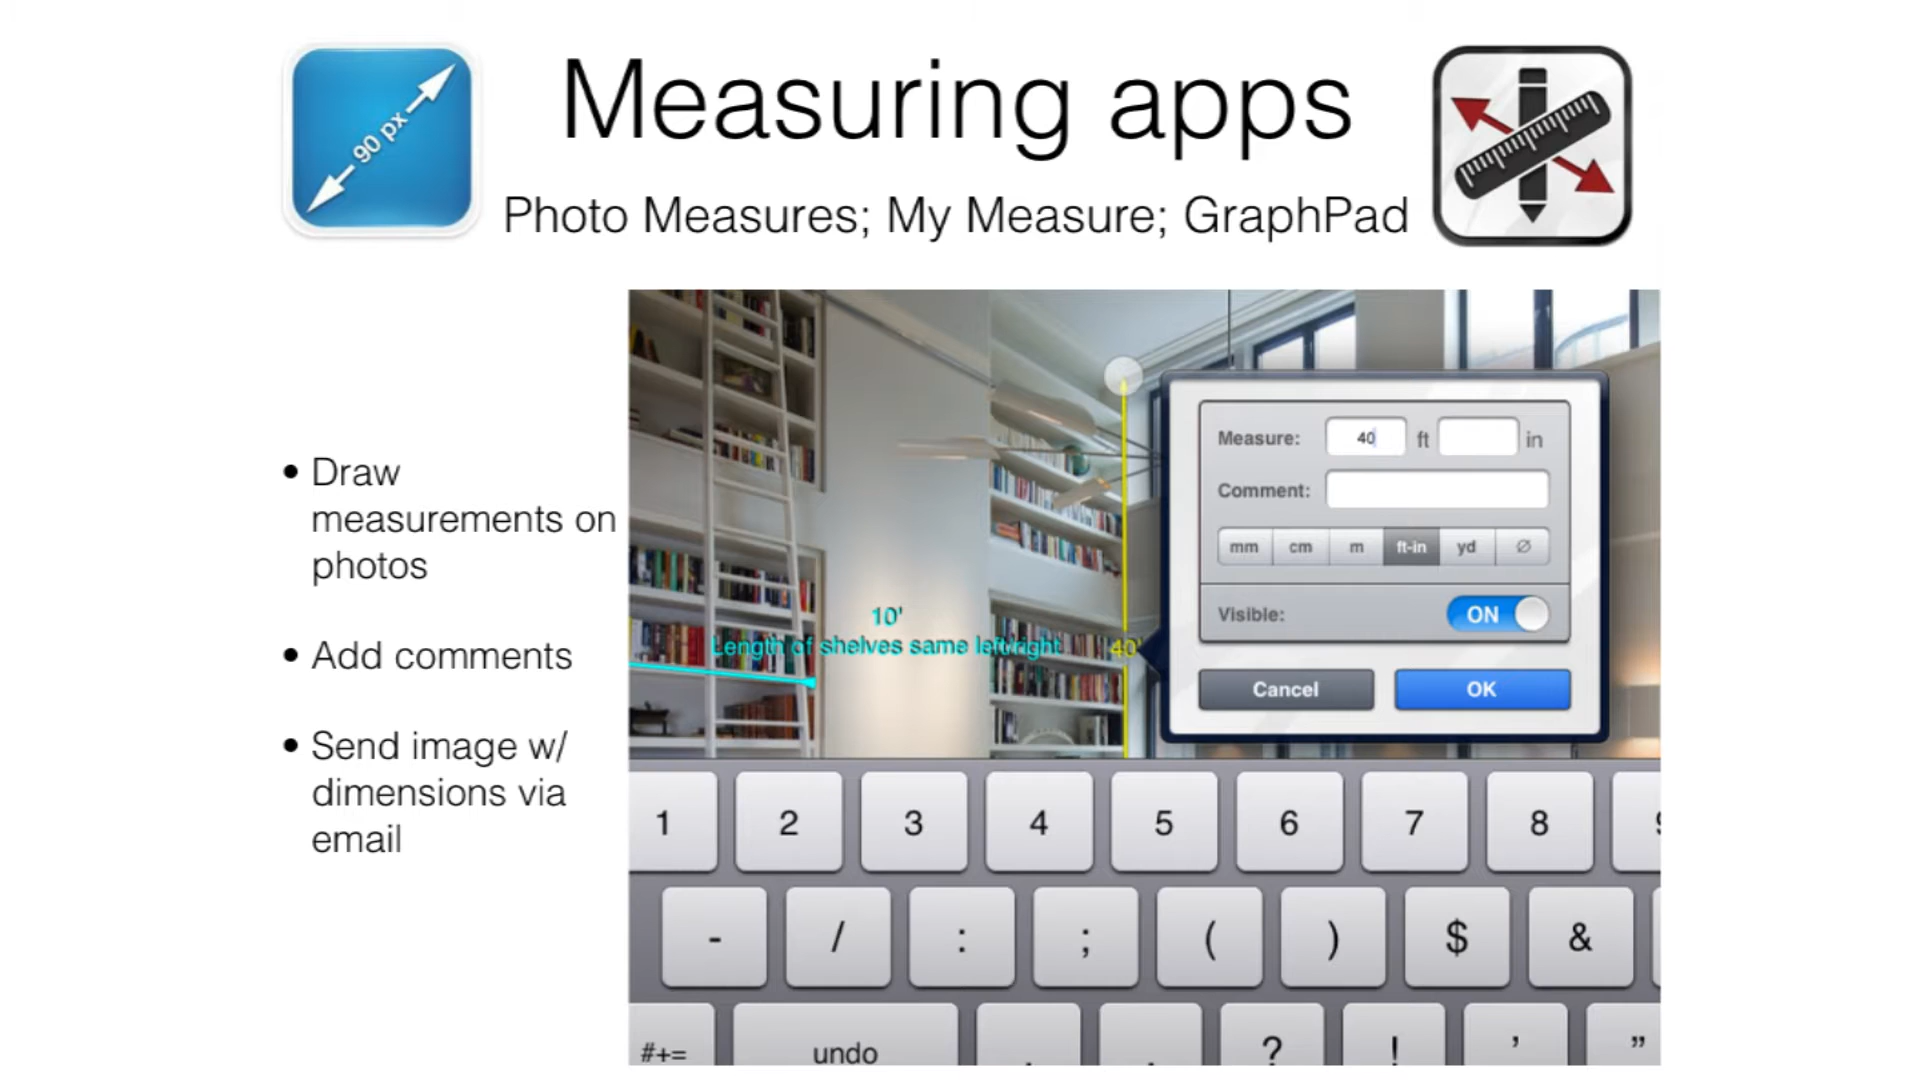 90 px
Measuring apps
Photo Measures; My Measure; GraphPad
• Draw
measurements on
photos
• Add comments
• Send image w/
dimensions via
email
10'
Length of shelves same left/right
40'
Measure: 40 ft in
Comment:
mm cm m ft-in yd Ø
Visible: ON
Cancel OK
1 2 3 4 5 6 7 8
- / : ; ( ) $ &
#+= undo . , ? ! ' "